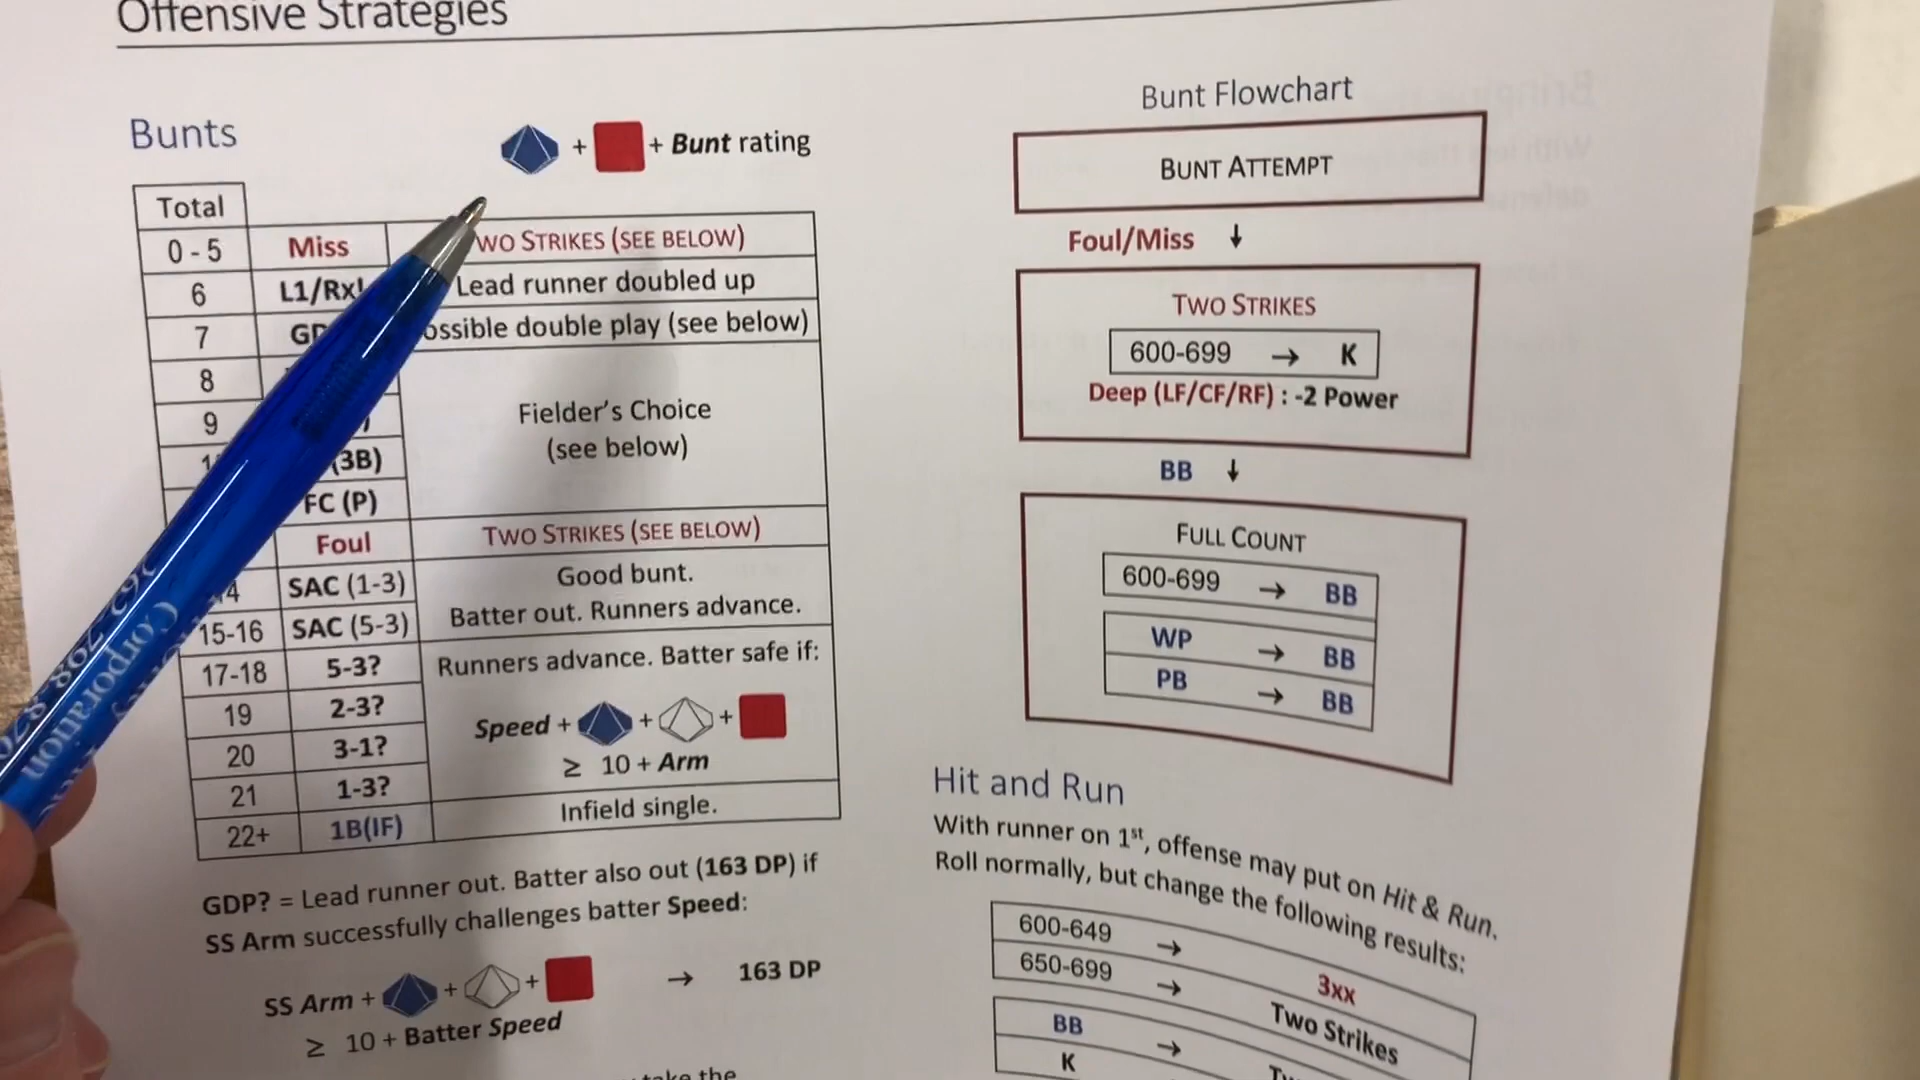 Offensive Strategies
Bunts
+ + Bunt rating
Total
0 - 5 Miss TWO STRIKES (SEE BELOW)
6 L1/Rx! Lead runner doubled up
7 double play (see below)
8
9
(3B)
Fielder's Choice
(see below)
FC (P)
Foul TWO STRIKES (SEE BELOW)
SAC (1-3) Good bunt.
15-16 SAC (5-3) Batter out. Runners advance.
17-18 5-3? Runners advance. Batter safe if:
19 2-3? Speed + + +
20 3-1? ≥ 10 + Arm
21 1-3?
22+ 1B(IF) Infield single.
GDP? = Lead runner out. Batter also out (163 DP) if
SS Arm successfully challenges batter Speed:
SS Arm + + + → 163 DP
≥ 10 + Batter Speed
take the
Bunt Flowchart
BUNT ATTEMPT
Foul/Miss ↓
TWO STRIKES
600-699 → K
Deep (LF/CF/RF) : -2 Power
BB ↓
FULL COUNT
600-699 → BB
WP → BB
PB → BB
Hit and Run
With runner on 1st, offense may put on Hit & Run.
Roll normally, but change the following results:
600-649 → 3xx
650-699 → Two Strikes
BB →
K
Corporation